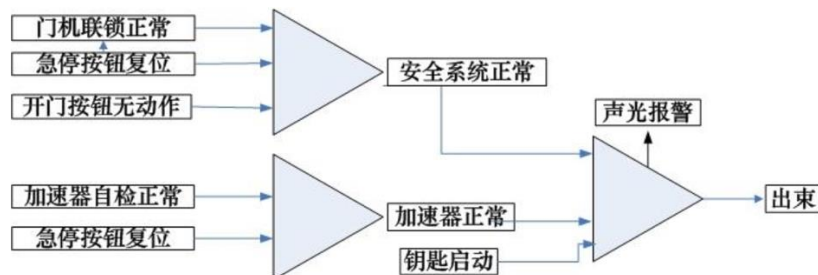 门机联锁正常
急停按钮复位
安全系统正常
开门按钮无动作
声光报警
加速器自检正常
出束
加速器正常
急停按钮复位
钥匙启动